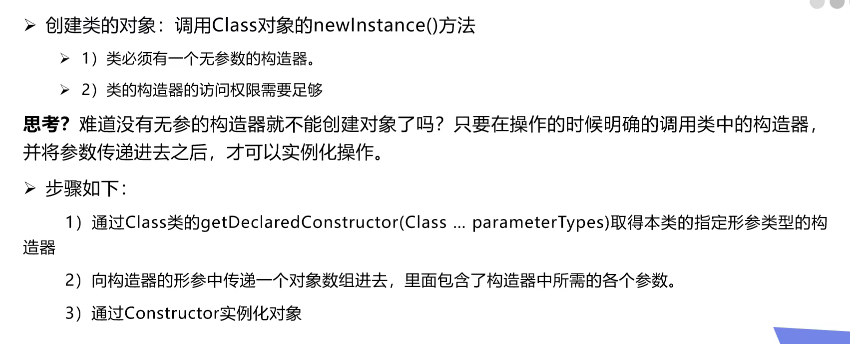 ➢ 创建类的对象：调用Class对象的newInstance()方法
➢ 1）类必须有一个无参数的构造器。
➢ 2）类的构造器的访问权限需要足够
思考？难道没有无参的构造器就不能创建对象了吗？只要在操作的时候明确的调用类中的构造器，
并将参数传递进去之后，才可以实例化操作。
➢ 步骤如下：
1）通过Class类的getDeclaredConstructor(Class … parameterTypes)取得本类的指定形参类型的构
造器
2）向构造器的形参中传递一个对象数组进去，里面包含了构造器中所需的各个参数。
3）通过Constructor实例化对象